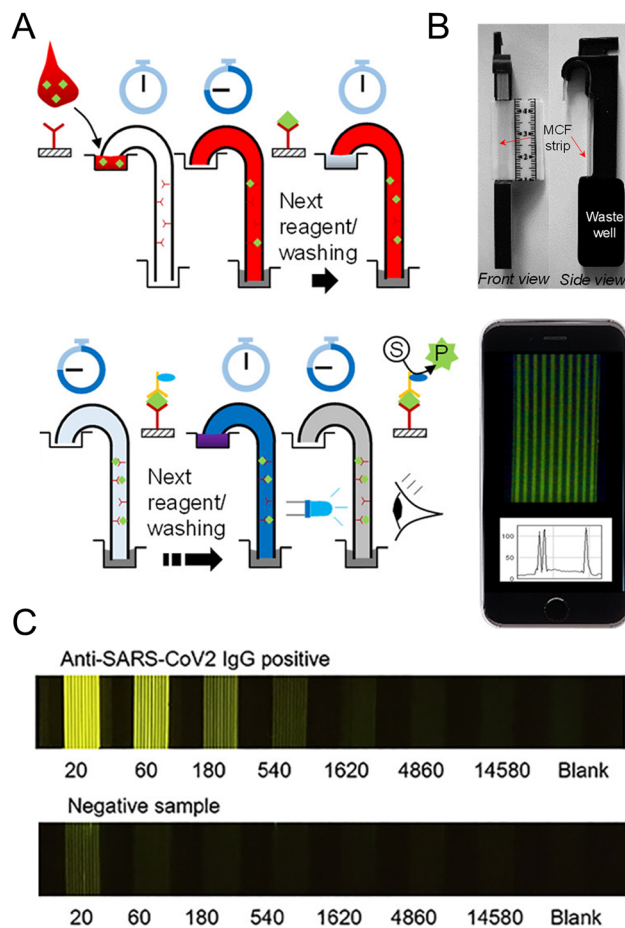 A
B
Next
reagent/
washing
MCF
strip
Waste
well
Front view
Side view
S
P
Next
reagent/
washing
100
50
0
C
Anti-SARS-CoV2 IgG positive
20 60 180 540 1620 4860 14580 Blank
Negative sample
20 60 180 540 1620 4860 14580 Blank